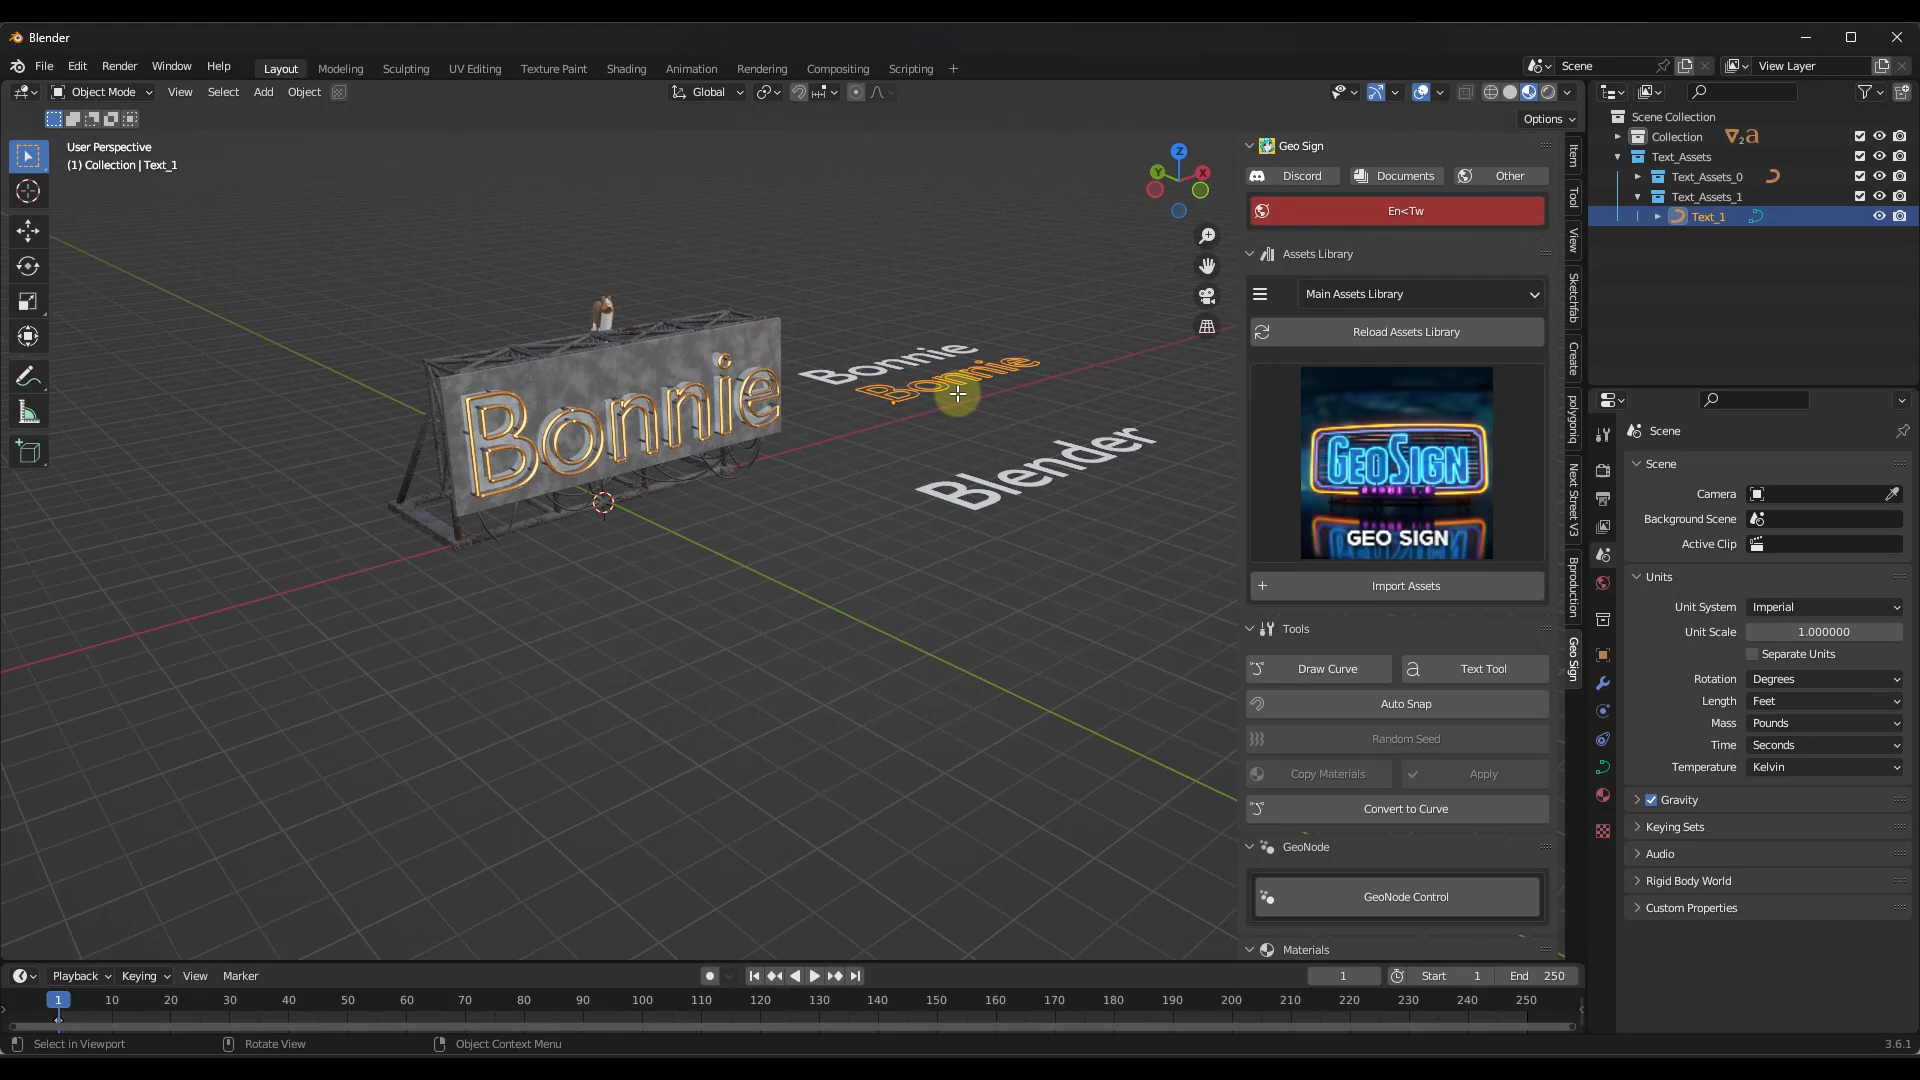 Blender
File Edit Render Window Help Layout Modeling Sculpting UV Editing Texture Paint Shading Animation Rendering Compositing Scripting + Scene View Layer
Object Mode View Select Add Object Global
Options
User Perspective
(1) Collection | Text_1
Z
Y
X
Bonnie
Bonnie
Bonnie
Blender
Geo Sign
Discord Documents Other
En<Tw
Assets Library
Main Assets Library
Reload Assets Library
GEOSIGN
GEO SIGN
Import Assets
Tools
Draw Curve Text Tool
Auto Snap
Random Seed
Copy Materials Apply
Convert to Curve
GeoNode
GeoNode Control
Materials
Item
Tool
View
Sketchfab
Create
polygoniq
Next Street V3
Bproduction
Geo Sign
Scene Collection
Collection 2
Text_Assets
Text_Assets_0
Text_Assets_1
Text_1
Scene
Scene
Camera
Background Scene
Active Clip
Units
Unit System Imperial
Unit Scale 1.000000
Separate Units
Rotation Degrees
Length Feet
Mass Pounds
Time Seconds
Temperature Kelvin
Gravity
Keying Sets
Audio
Rigid Body World
Custom Properties
Playback Keying View Marker 1 Start 1 End 250
1 10 20 30 40 50 60 70 80 90 100 110 120 130 140 150 160 170 180 190 200 210 220 230 240 250
Select in Viewport Rotate View Object Context Menu 3.6.1